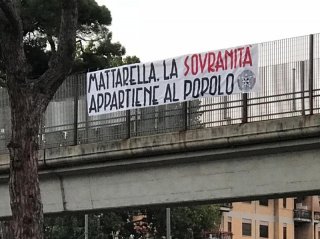 MATTARELLA. LA SOVRANITÀ
APPARTIENE AL POPOLO